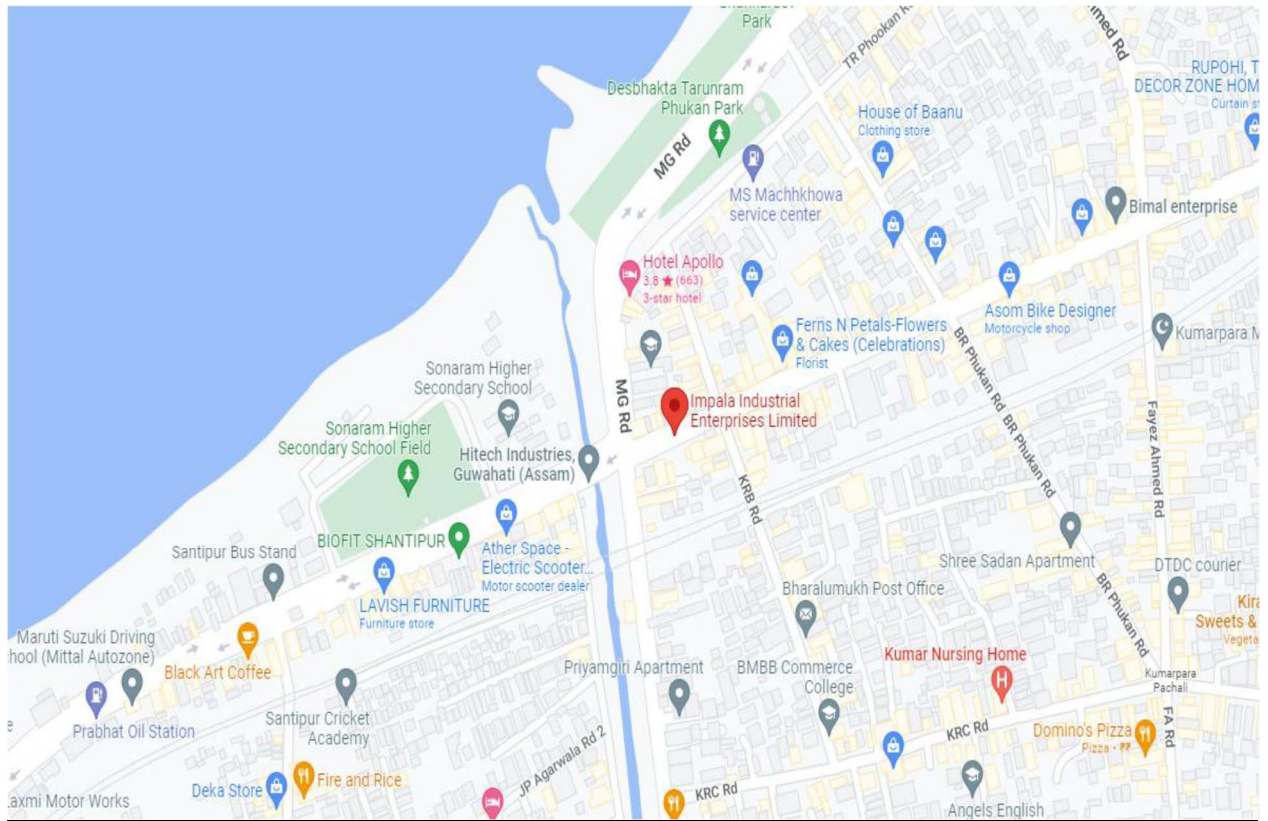 Park
TR Phookan
Desbhakta Tarunram
Phukan Park
MG Rd
MS Machhkhowa
service center
House of Baanu
Clothing store
RUPOHI, T
DECOR ZONE HOM
Curtain
Bimal enterprise
Hotel Apollo
3.8 ★ (663)
3-star hotel
Ferns N Petals-Flowers
& Cakes (Celebrations)
Florist
Asom Bike Designer
Motorcycle shop
Kumarpara M
BR Phukan Rd
BR Phukan Rd
Fayez Ahmed Rd
Sonaram Higher
Secondary School
MG Rd
Impala Industrial
Enterprises Limited
Sonaram Higher
Secondary School Field
Hitech Industries,
Guwahati (Assam)
KRB Rd
BIOFIT SHANTIPUR
Ather Space -
Electric Scooter...
Motor scooter dealer
Santipur Bus Stand
LAVISH FURNITURE
Furniture store
Shree Sadan Apartment
DTDC courier
Bharalumukh Post Office
BR Phukan Rd
Sweets &
Maruti Suzuki Driving
hool (Mittal Autozone)
Black Art Coffee
Prabhat Oil Station
Santipur Cricket
Academy
Priyamgiri Apartment
BMBB Commerce
College
Kumar Nursing Home
H
Kumarpara
Pachali
FA Rd
KRC Rd
Domino's Pizza
Pizza • ₹₹
Deka Store
Fire and Rice
JP Agarwala Rd 2
KRC Rd
axmi Motor Works
Angels English